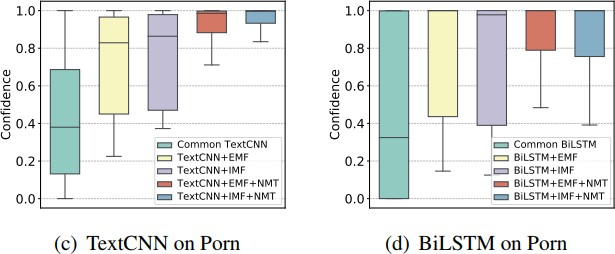 1.0
0.8
0.6
0.4
0.2
0.0
Confidence
Common TextCNN
TextCNN+EMF
TextCNN+IMF
TextCNN+EMF+NMT
TextCNN+IMF+NMT
(c) TextCNN on Porn
1.0
0.8
0.6
0.4
0.2
0.0
Confidence
Common BiLSTM
BiLSTM+EMF
BiLSTM+IMF
BiLSTM+EMF+NMT
BiLSTM+IMF+NMT
(d) BiLSTM on Porn